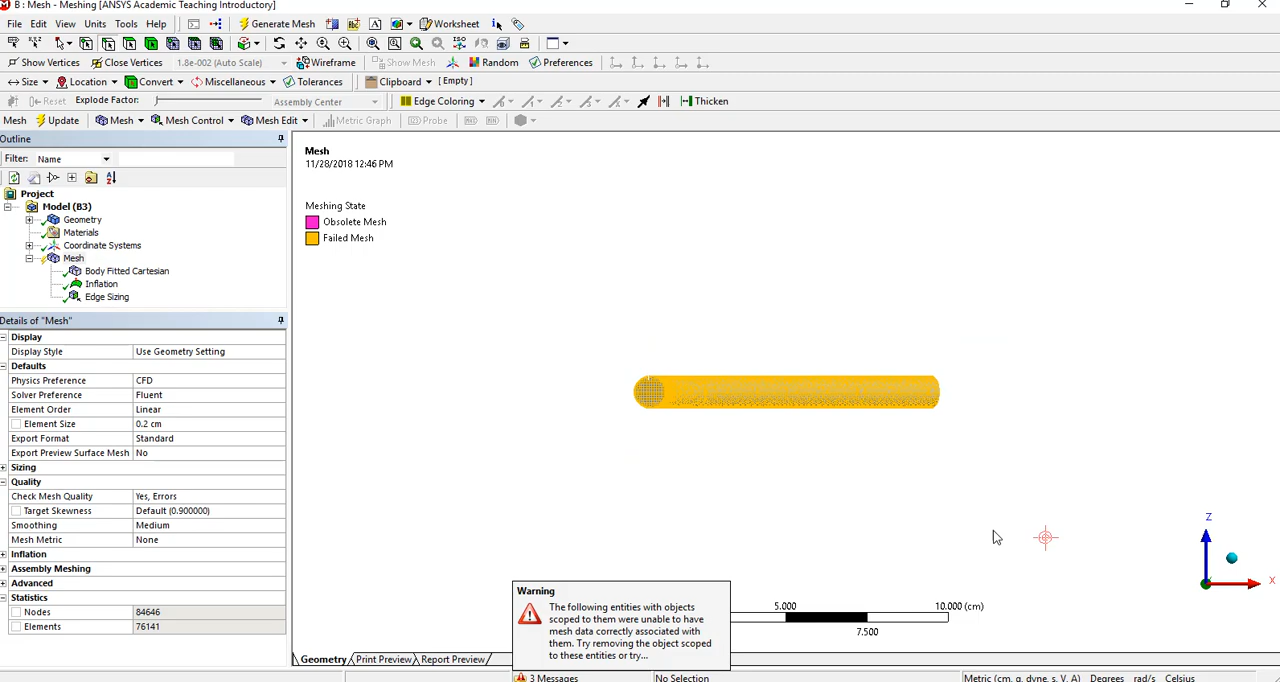 B : Mesh - Meshing [ANSYS Academic Teaching Introductory]
File Edit View Units Tools Help Generate Mesh A Worksheet i
Show Vertices Close Vertices 1.8e-002 (Auto Scale) Wireframe Show Mesh Random Preferences
Size Location Convert Miscellaneous Tolerances Clipboard [Empty]
Reset Explode Factor: Assembly Center Edge Coloring Thicken
Mesh Update Mesh Mesh Control Mesh Edit Metric Graph Probe
Outline
Filter: Name
Project
Model (B3)
Geometry
Materials
Coordinate Systems
Mesh
Body Fitted Cartesian
Inflation
Edge Sizing
Details of "Mesh"
Display
Display Style Use Geometry Setting
Defaults
Physics Preference CFD
Solver Preference Fluent
Element Order Linear
Element Size 0.2 cm
Export Format Standard
Export Preview Surface Mesh No
Sizing
Quality
Check Mesh Quality Yes, Errors
Target Skewness Default (0.900000)
Smoothing Medium
Mesh Metric None
Inflation
Assembly Meshing
Advanced
Statistics
Nodes 84646
Elements 76141
Mesh
11/28/2018 12:46 PM
Meshing State
Obsolete Mesh
Failed Mesh
Z
X
5.000 10.000 (cm)
7.500
Warning
The following entities with objects
scoped to them were unable to have
mesh data correctly associated with
them. Try removing the object scoped
to these entities or try...
Geometry Print Preview Report Preview
3 Messages No Selection Metric (cm, g, dyne, s, V, A) Degrees rad/s Celsius